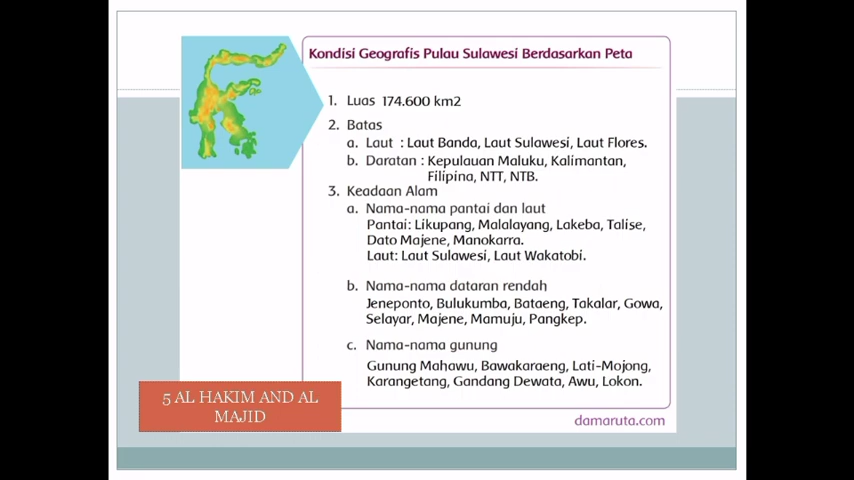 Kondisi Geografis Pulau Sulawesi Berdasarkan Peta
1. Luas 174.600 km2
2. Batas
a. Laut : Laut Banda, Laut Sulawesi, Laut Flores.
b. Daratan : Kepulauan Maluku, Kalimantan,
Filipina, NTT, NTB.
3. Keadaan Alam
a. Nama-nama pantai dan laut
Pantai: Likupang, Malalayang, Lakeba, Talise,
Dato Majene, Manokarra.
Laut: Laut Sulawesi, Laut Wakatobi.
b. Nama-nama dataran rendah
Jeneponto, Bulukumba, Bataeng, Takalar, Gowa,
Selayar, Majene, Mamuju, Pangkep.
c. Nama-nama gunung
Gunung Mahawu, Bawakaraeng, Lati-Mojong,
Karangetang, Gandang Dewata, Awu, Lokon.
5 AL HAKIM AND AL
MAJID
damaruta.com